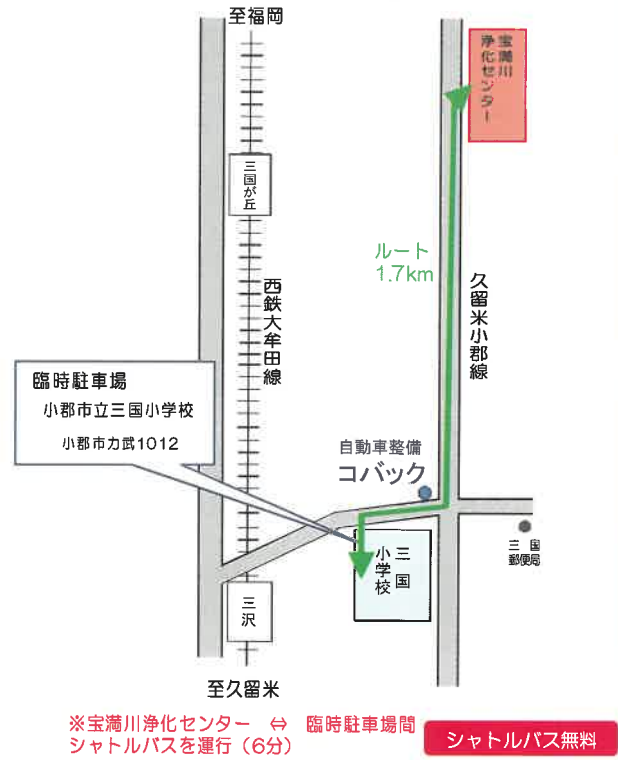 至福岡
宝満川
浄化センター
三国が丘
ルート
1.7km
西鉄大牟田線
久留米小郡線
臨時駐車場
小郡市立三国小学校
小郡市力武1012
自動車整備
コバック
三国
郵便局
三国
小学校
三沢
至久留米
※宝満川浄化センター ⇔ 臨時駐車場間
シャトルバスを運行（6分）
シャトルバス無料